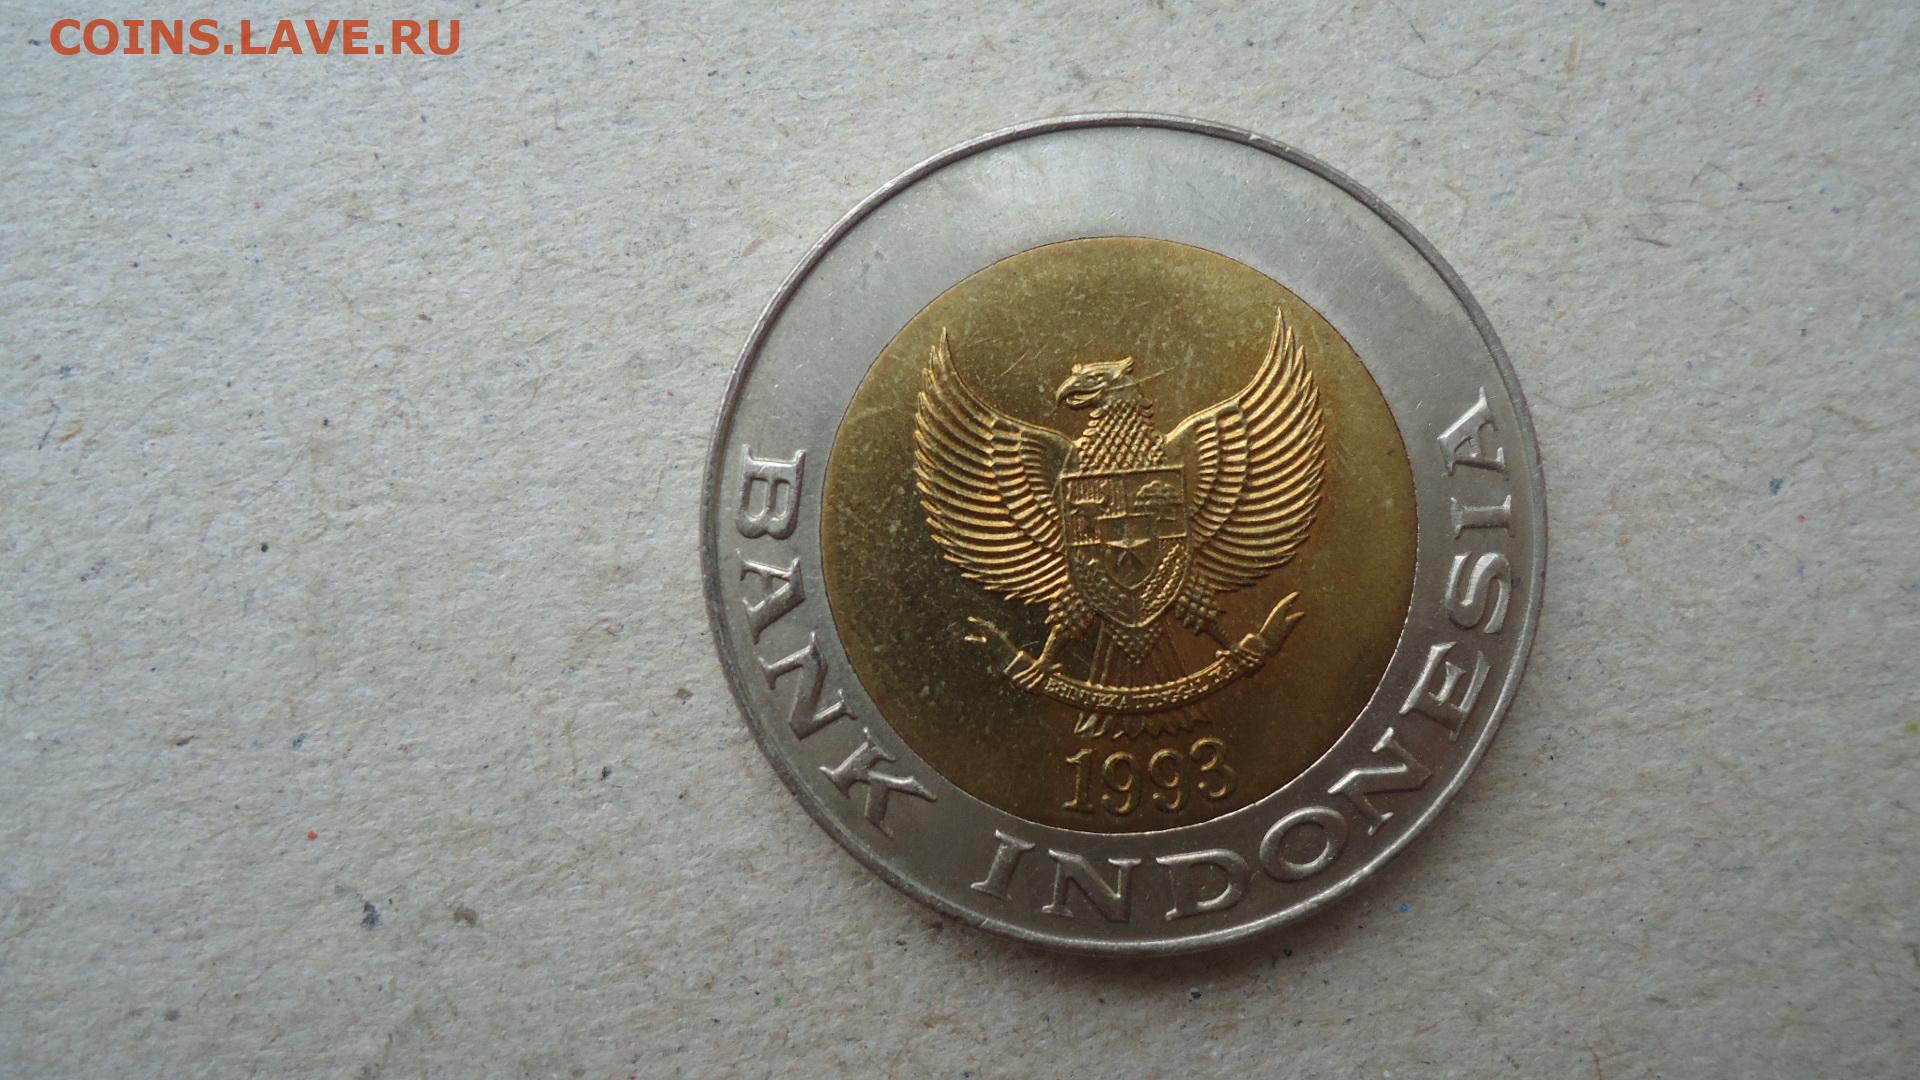 COINS.LAVE.RU
BANK INDONESIA
1993